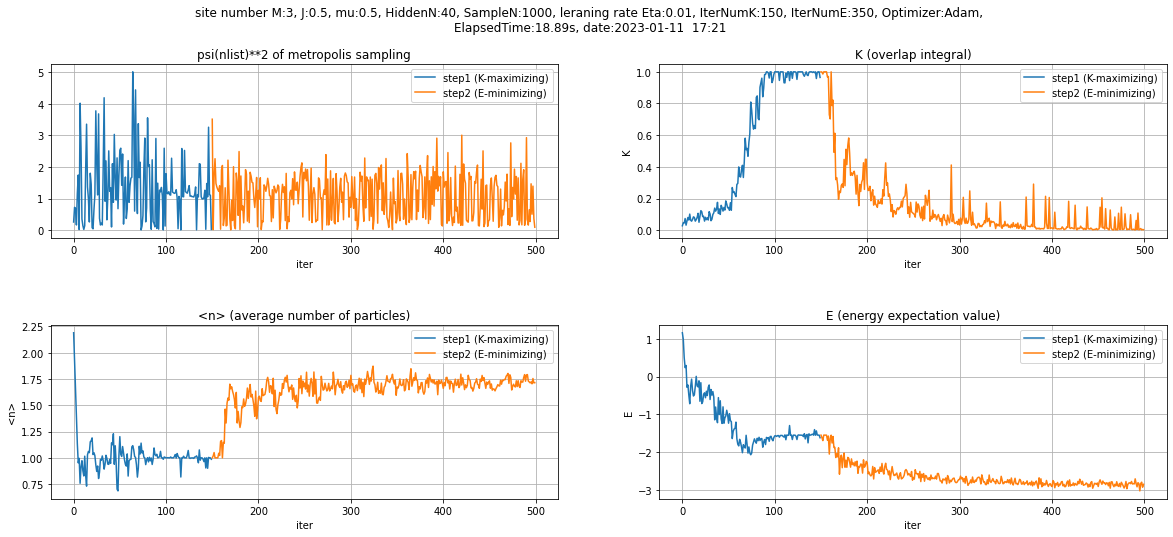 site number M:3, J:0.5, mu:0.5, HiddenN:40, SampleN:1000, leraning rate Eta:0.01, IterNumK:150, IterNumE:350, Optimizer:Adam,
ElapsedTime:18.89s, date:2023-01-11  17:21
psi(nlist)**2 of metropolis sampling
step1 (K-maximizing)
step2 (E-minimizing)
5
4
3
2
1
0
0
100
200
300
400
500
iter
K (overlap integral)
step1 (K-maximizing)
step2 (E-minimizing)
K
1.0
0.8
0.6
0.4
0.2
0.0
0
100
200
300
400
500
iter
<n> (average number of particles)
step1 (K-maximizing)
step2 (E-minimizing)
<n>
2.25
2.00
1.75
1.50
1.25
1.00
0.75
0
100
200
300
400
500
iter
E (energy expectation value)
step1 (K-maximizing)
step2 (E-minimizing)
E
1
0
−1
−2
−3
0
100
200
300
400
500
iter